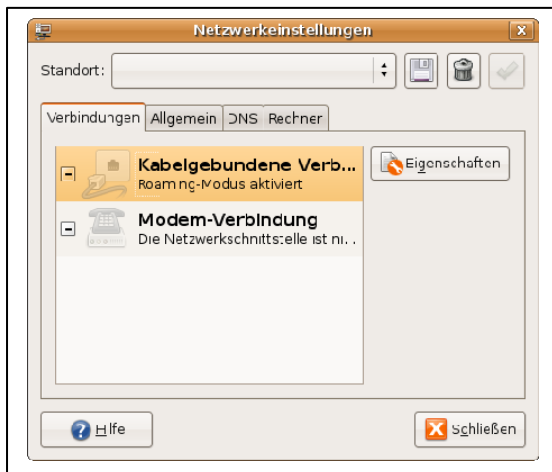 Netzwerkeinstellungen
Standort:
Verbindungen Allgemein DNS Rechner
Kabelgebundene Verb...
Roaming-Modus aktiviert
Eigenschaften
Modem-Verbindung
Die Netzwerkschnittstelle ist ni...
Hilfe
Schließen